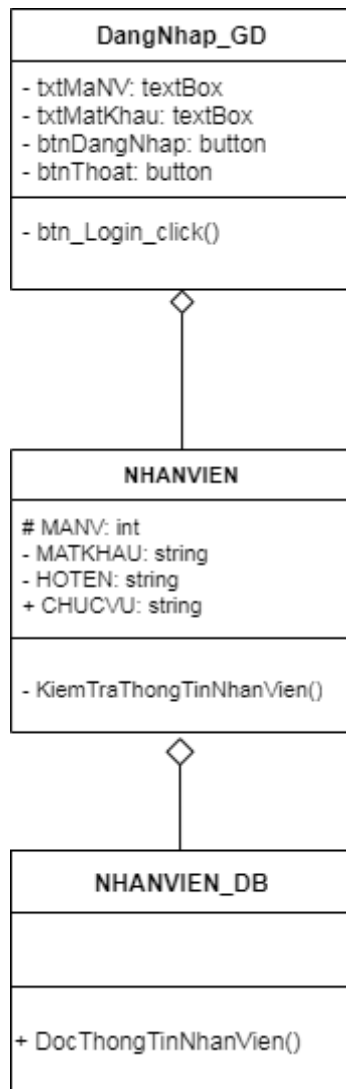 DangNhap_GD
- txtMaNV: textBox
- txtMatKhau: textBox
- btnDangNhap: button
- btnThoat: button
- btn_Login_click()
NHANVIEN
# MANV: int
- MATKHAU: string
- HOTEN: string
+ CHUCVU: string
- KiemTraThongTinNhanVien()
NHANVIEN_DB
+ DocThongTinNhanVien()